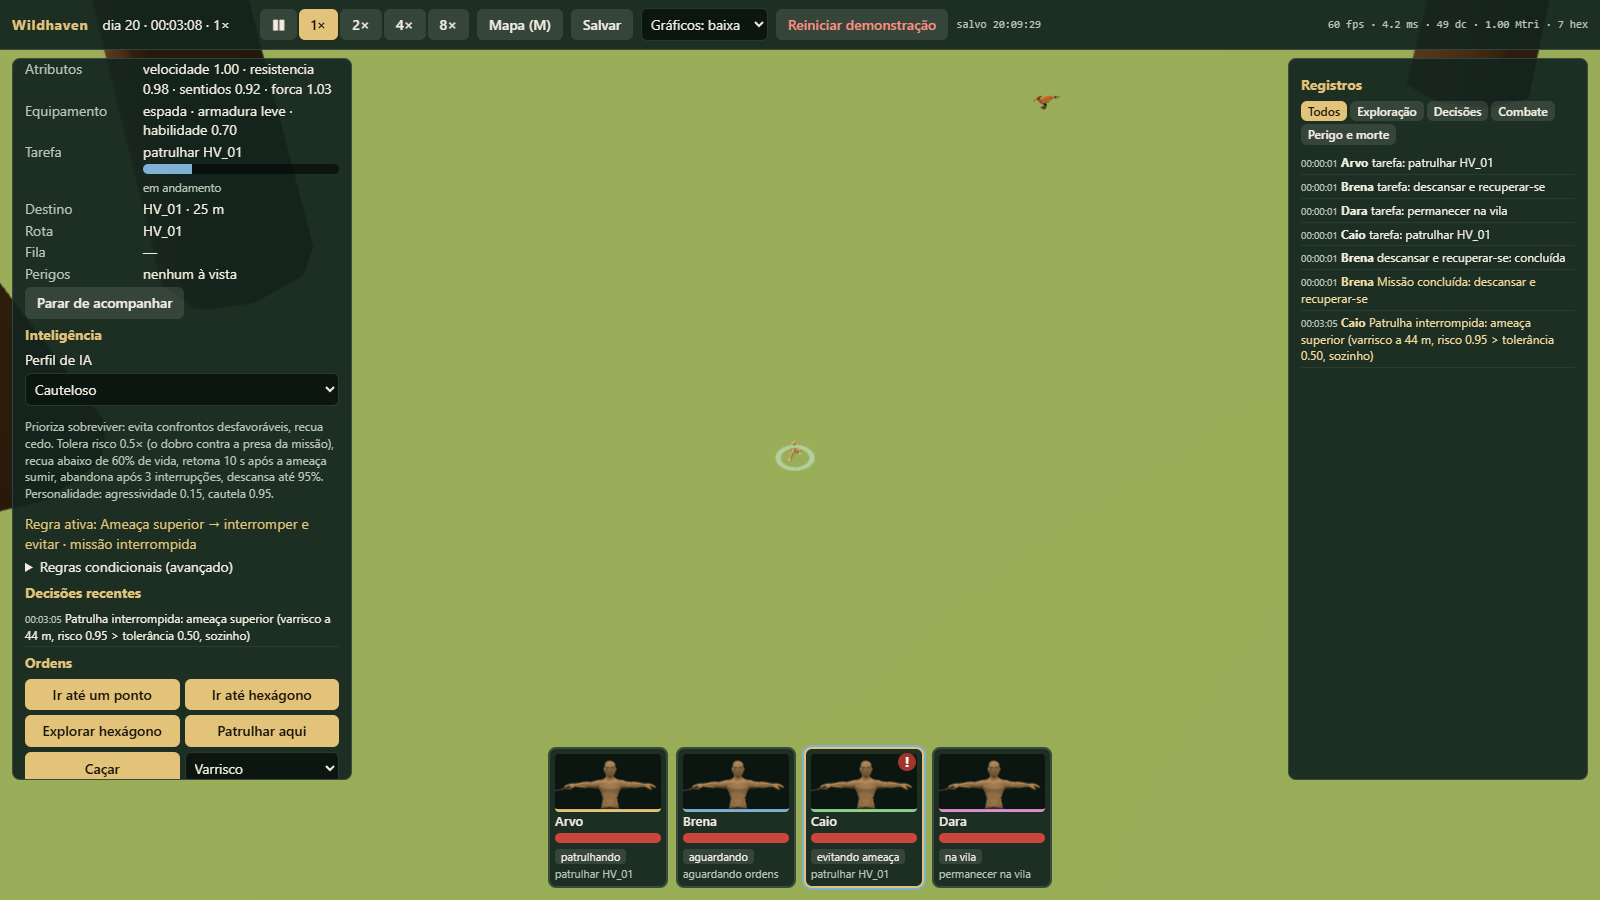 Wildhaven dia 20 · 00:03:08 · 1× 1× 2× 4× 8× Mapa (M) Salvar Gráficos: baixa Reiniciar demonstração salvo 20:09:29 60 fps · 4.2 ms · 49 dc · 1.00 Mtri · 7 hex
Atributos velocidade 1.00 · resistencia
0.98 · sentidos 0.92 · forca 1.03
Equipamento espada · armadura leve ·
habilidade 0.70
Tarefa patrulhar HV_01
em andamento
Destino HV_01 · 25 m
Rota HV_01
Fila —
Perigos nenhum à vista
Parar de acompanhar
Inteligência
Perfil de IA
Cauteloso
Prioriza sobreviver: evita confrontos desfavoráveis, recua
cedo. Tolera risco 0.5× (o dobro contra a presa da missão),
recua abaixo de 60% de vida, retoma 10 s após a ameaça
sumir, abandona após 3 interrupções, descansa até 95%.
Personalidade: agressividade 0.15, cautela 0.95.
Regra ativa: Ameaça superior → interromper e
evitar · missão interrompida
▶ Regras condicionais (avançado)
Decisões recentes
00:03:05 Patrulha interrompida: ameaça superior (varrisco a
44 m, risco 0.95 > tolerância 0.50, sozinho)
Ordens
Ir até um ponto Ir até hexágono
Explorar hexágono Patrulhar aqui
Caçar Varrisco
Registros
Todos Exploração Decisões Combate
Perigo e morte
00:00:01 Arvo tarefa: patrulhar HV_01
00:00:01 Brena tarefa: descansar e recuperar-se
00:00:01 Dara tarefa: permanecer na vila
00:00:01 Caio tarefa: patrulhar HV_01
00:00:01 Brena descansar e recuperar-se: concluída
00:00:01 Brena Missão concluída: descansar e
recuperar-se
00:03:05 Caio Patrulha interrompida: ameaça
superior (varrisco a 44 m, risco 0.95 > tolerância
0.50, sozinho)
!
Arvo Brena Caio Dara
patrulhando aguardando evitando ameaça na vila
patrulhar HV_01 aguardando ordens patrulhar HV_01 permanecer na vila